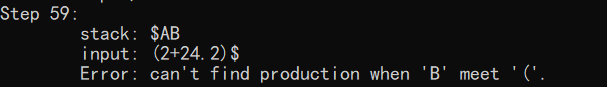 Step 59:
stack: $AB
input: (2+24.2)$
Error: can't find production when 'B' meet '('.